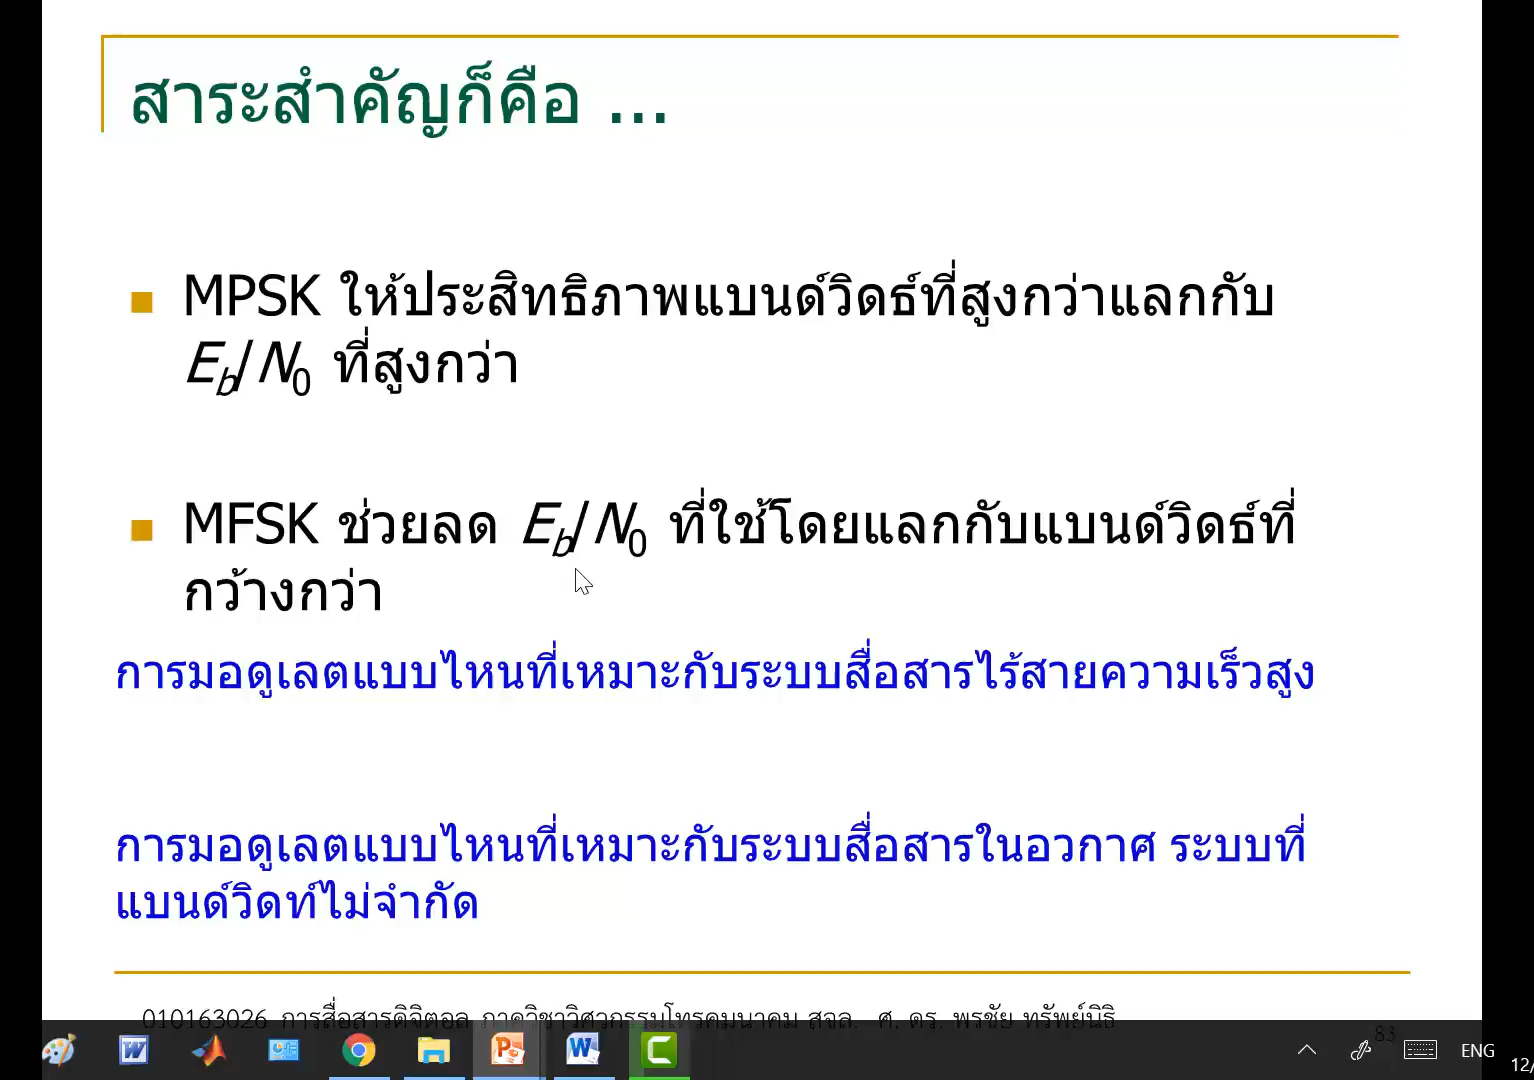 สาระสำคัญก็คือ ...
MPSK ให้ประสิทธิภาพแบนด์วิดธ์ที่สูงกว่าแลกกับ
Eb/N0 ที่สูงกว่า
MFSK ช่วยลด Eb/N0 ที่ใช้โดยแลกกับแบนด์วิดธ์ที่
กว้างกว่า
การมอดูเลตแบบไหนที่เหมาะกับระบบสื่อสารไร้สายความเร็วสูง
การมอดูเลตแบบไหนที่เหมาะกับระบบสื่อสารในอวกาศ ระบบที่
แบนด์วิดท์ไม่จำกัด
010163026 การสื่อสารดิจิตอล ภาควิชาวิศวกรรมโทรคมนาคม สจล. ศ. ดร. พรชัย ทรัพย์นิธิ
83
ENG
12/